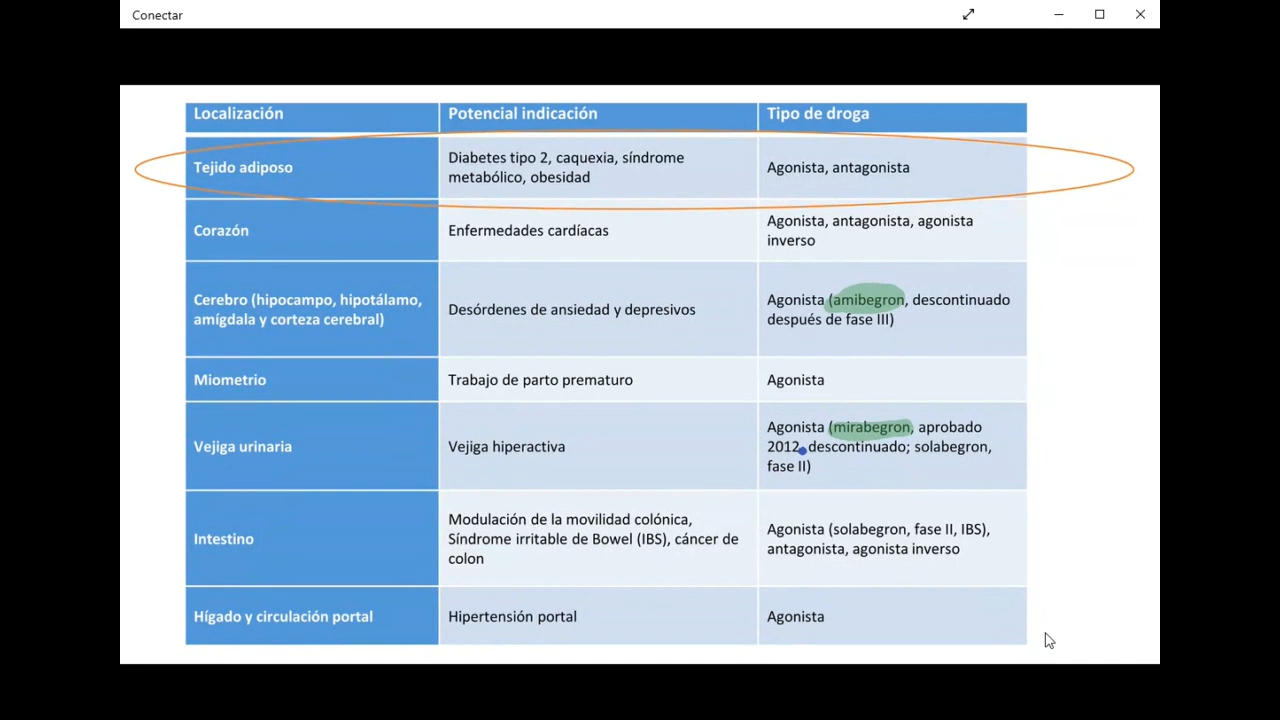 Conectar
Localización
Potencial indicación
Tipo de droga
Tejido adiposo
Diabetes tipo 2, caquexia, síndrome
metabólico, obesidad
Agonista, antagonista
Corazón
Enfermedades cardíacas
Agonista, antagonista, agonista
inverso
Cerebro (hipocampo, hipotálamo,
amígdala y corteza cerebral)
Desórdenes de ansiedad y depresivos
Agonista (amibegron, descontinuado
después de fase III)
Miometrio
Trabajo de parto prematuro
Agonista
Vejiga urinaria
Vejiga hiperactiva
Agonista (mirabegron, aprobado
2012, descontinuado; solabegron,
fase II)
Intestino
Modulación de la movilidad colónica,
Síndrome irritable de Bowel (IBS), cáncer de
colon
Agonista (solabegron, fase II, IBS),
antagonista, agonista inverso
Hígado y circulación portal
Hipertensión portal
Agonista